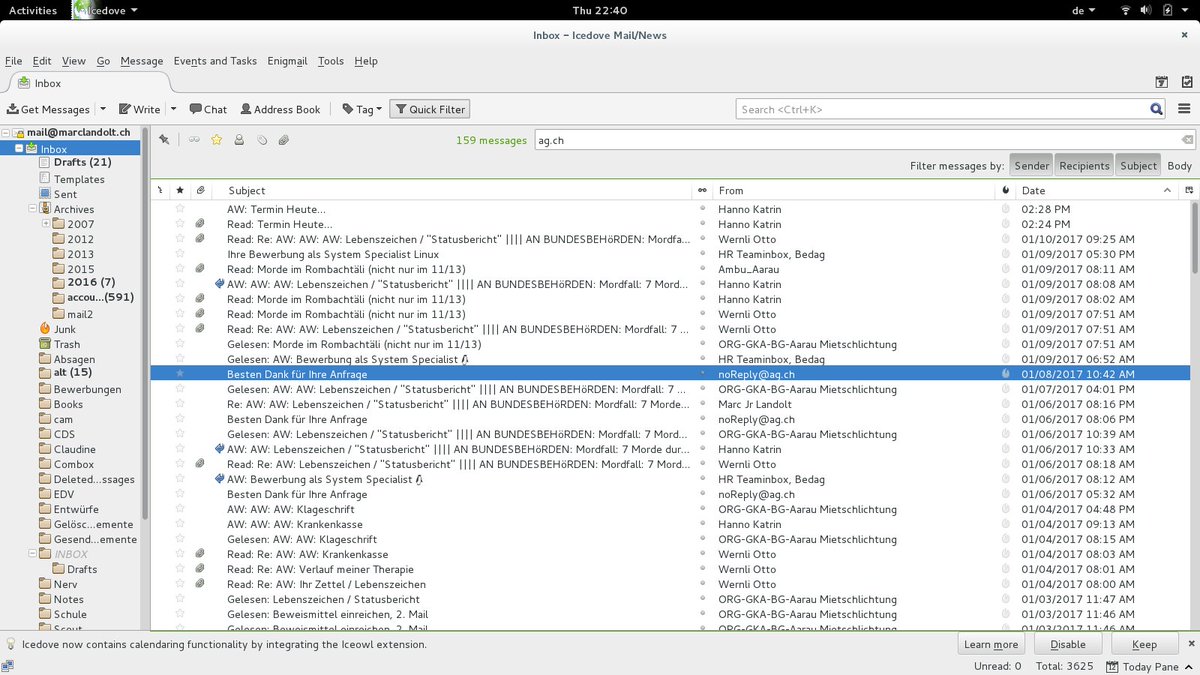 Activities Icedove Thu 22:40 de
Inbox – Icedove Mail/News
File Edit View Go Message Events and Tasks Enigmail Tools Help
Inbox
Get Messages Write Chat Address Book Tag Quick Filter Search <Ctrl+K>
mail@marclandolt.ch
Inbox
Drafts (21)
Templates
Sent
Archives
2007
2012
2013
2015
2016 (7)
accou...(591)
mail2
Junk
Trash
Absagen
alt (15)
Bewerbungen
Books
cam
CDS
Claudine
Combox
Deleted...ssages
EDV
Entwürfe
Gelösc...emente
Gesend...emente
INBOX
Drafts
Nerv
Notes
Schule
Scout
159 messages ag.ch
Filter messages by: Sender Recipients Subject Body
Subject From Date
AW: Termin Heute... Hanno Katrin 02:28 PM
Read: Termin Heute... Hanno Katrin 02:24 PM
Read: Re: AW: AW: AW: Lebenszeichen / "Statusbericht" |||| AN BUNDESBEHöRDEN: Mordfa... Wernli Otto 01/10/2017 09:25 AM
Ihre Bewerbung als System Specialist Linux HR Teaminbox, Bedag 01/09/2017 05:30 PM
Read: Morde im Rombachtäli (nicht nur im 11/13) Ambu_Aarau 01/09/2017 08:11 AM
AW: AW: AW: Lebenszeichen / "Statusbericht" |||| AN BUNDESBEHöRDEN: Mordfall: 7 Mord... Hanno Katrin 01/09/2017 08:08 AM
Read: Morde im Rombachtäli (nicht nur im 11/13) Hanno Katrin 01/09/2017 08:02 AM
Read: Morde im Rombachtäli (nicht nur im 11/13) Wernli Otto 01/09/2017 07:51 AM
Read: Re: AW: AW: Lebenszeichen / "Statusbericht" |||| AN BUNDESBEHöRDEN: Mordfall: 7 ... Wernli Otto 01/09/2017 07:51 AM
Gelesen: Morde im Rombachtäli (nicht nur im 11/13) ORG-GKA-BG-Aarau Mietschlichtung 01/09/2017 07:51 AM
Gelesen: AW: Bewerbung als System Specialist HR Teaminbox, Bedag 01/09/2017 06:52 AM
Besten Dank für Ihre Anfrage noReply@ag.ch 01/08/2017 10:42 AM
Gelesen: AW: AW: Lebenszeichen / "Statusbericht" |||| AN BUNDESBEHöRDEN: Mordfall: 7 ... ORG-GKA-BG-Aarau Mietschlichtung 01/07/2017 04:01 PM
Re: AW: AW: Lebenszeichen / "Statusbericht" |||| AN BUNDESBEHöRDEN: Mordfall: 7 Morde... Marc Jr Landolt 01/06/2017 08:16 PM
Besten Dank für Ihre Anfrage noReply@ag.ch 01/06/2017 08:06 PM
Gelesen: AW: Lebenszeichen / "Statusbericht" |||| AN BUNDESBEHöRDEN: Mordfall: 7 Mord... ORG-GKA-BG-Aarau Mietschlichtung 01/06/2017 10:39 AM
AW: AW: Lebenszeichen / "Statusbericht" |||| AN BUNDESBEHöRDEN: Mordfall: 7 Morde dur... Hanno Katrin 01/06/2017 10:33 AM
Read: Re: AW: Lebenszeichen / "Statusbericht" |||| AN BUNDESBEHöRDEN: Mordfall: 7 Mord... Wernli Otto 01/06/2017 08:18 AM
AW: Bewerbung als System Specialist HR Teaminbox, Bedag 01/06/2017 08:12 AM
Besten Dank für Ihre Anfrage noReply@ag.ch 01/06/2017 05:32 AM
AW: AW: AW: Klageschrift ORG-GKA-BG-Aarau Mietschlichtung 01/04/2017 04:48 PM
AW: AW: AW: Krankenkasse Hanno Katrin 01/04/2017 09:13 AM
Gelesen: AW: AW: Klageschrift ORG-GKA-BG-Aarau Mietschlichtung 01/04/2017 08:15 AM
Read: Re: AW: AW: Krankenkasse Wernli Otto 01/04/2017 08:03 AM
Read: Re: AW: Verlauf meiner Therapie Wernli Otto 01/04/2017 08:01 AM
Read: Re: AW: Ihr Zettel / Lebenszeichen Wernli Otto 01/04/2017 08:00 AM
Gelesen: Lebenszeichen / Statusbericht ORG-GKA-BG-Aarau Mietschlichtung 01/03/2017 11:47 AM
Gelesen: Beweismittel einreichen, 2. Mail ORG-GKA-BG-Aarau Mietschlichtung 01/03/2017 11:46 AM
Gelesen: Beweismittel einreichen, 2. Mail ORG-GKA-BG-Aarau Mietschlichtung 01/03/2017 11:46 AM
Icedove now contains calendaring functionality by integrating the Iceowl extension. Learn more Disable Keep
Unread: 0 Total: 3625 Today Pane